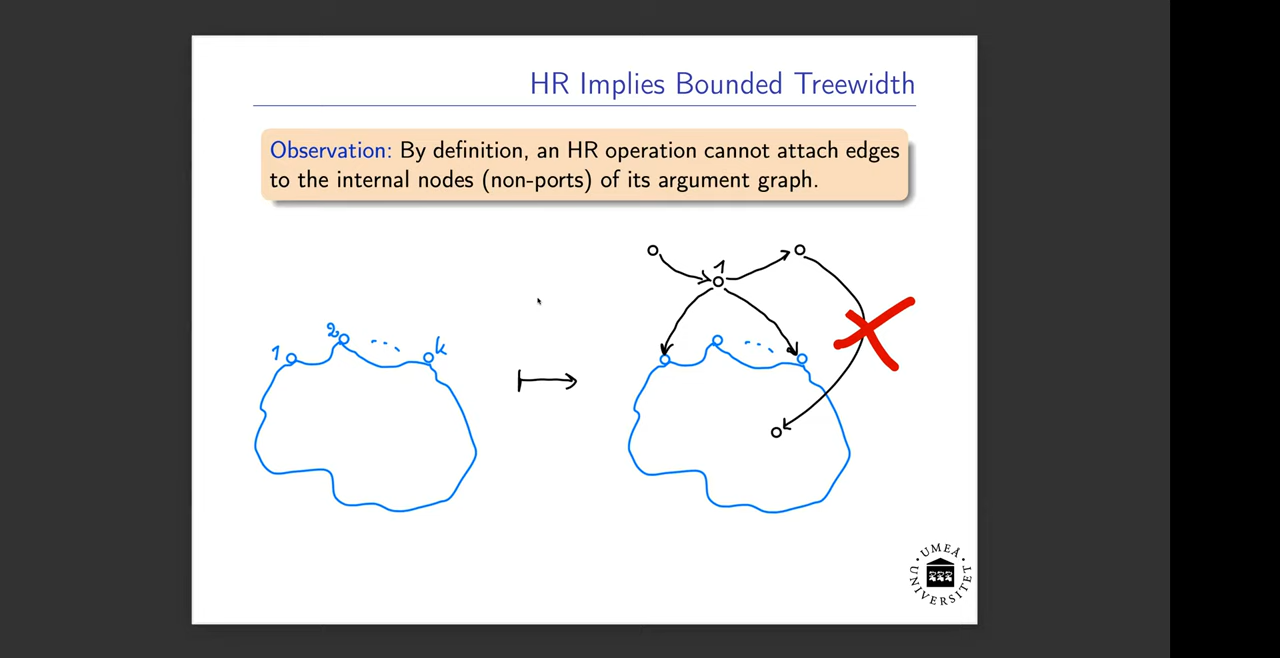 HR Implies Bounded Treewidth
Observation: By definition, an HR operation cannot attach edges
to the internal nodes (non-ports) of its argument graph.
1
2
k
1
UMEÅ UNIVERSITET